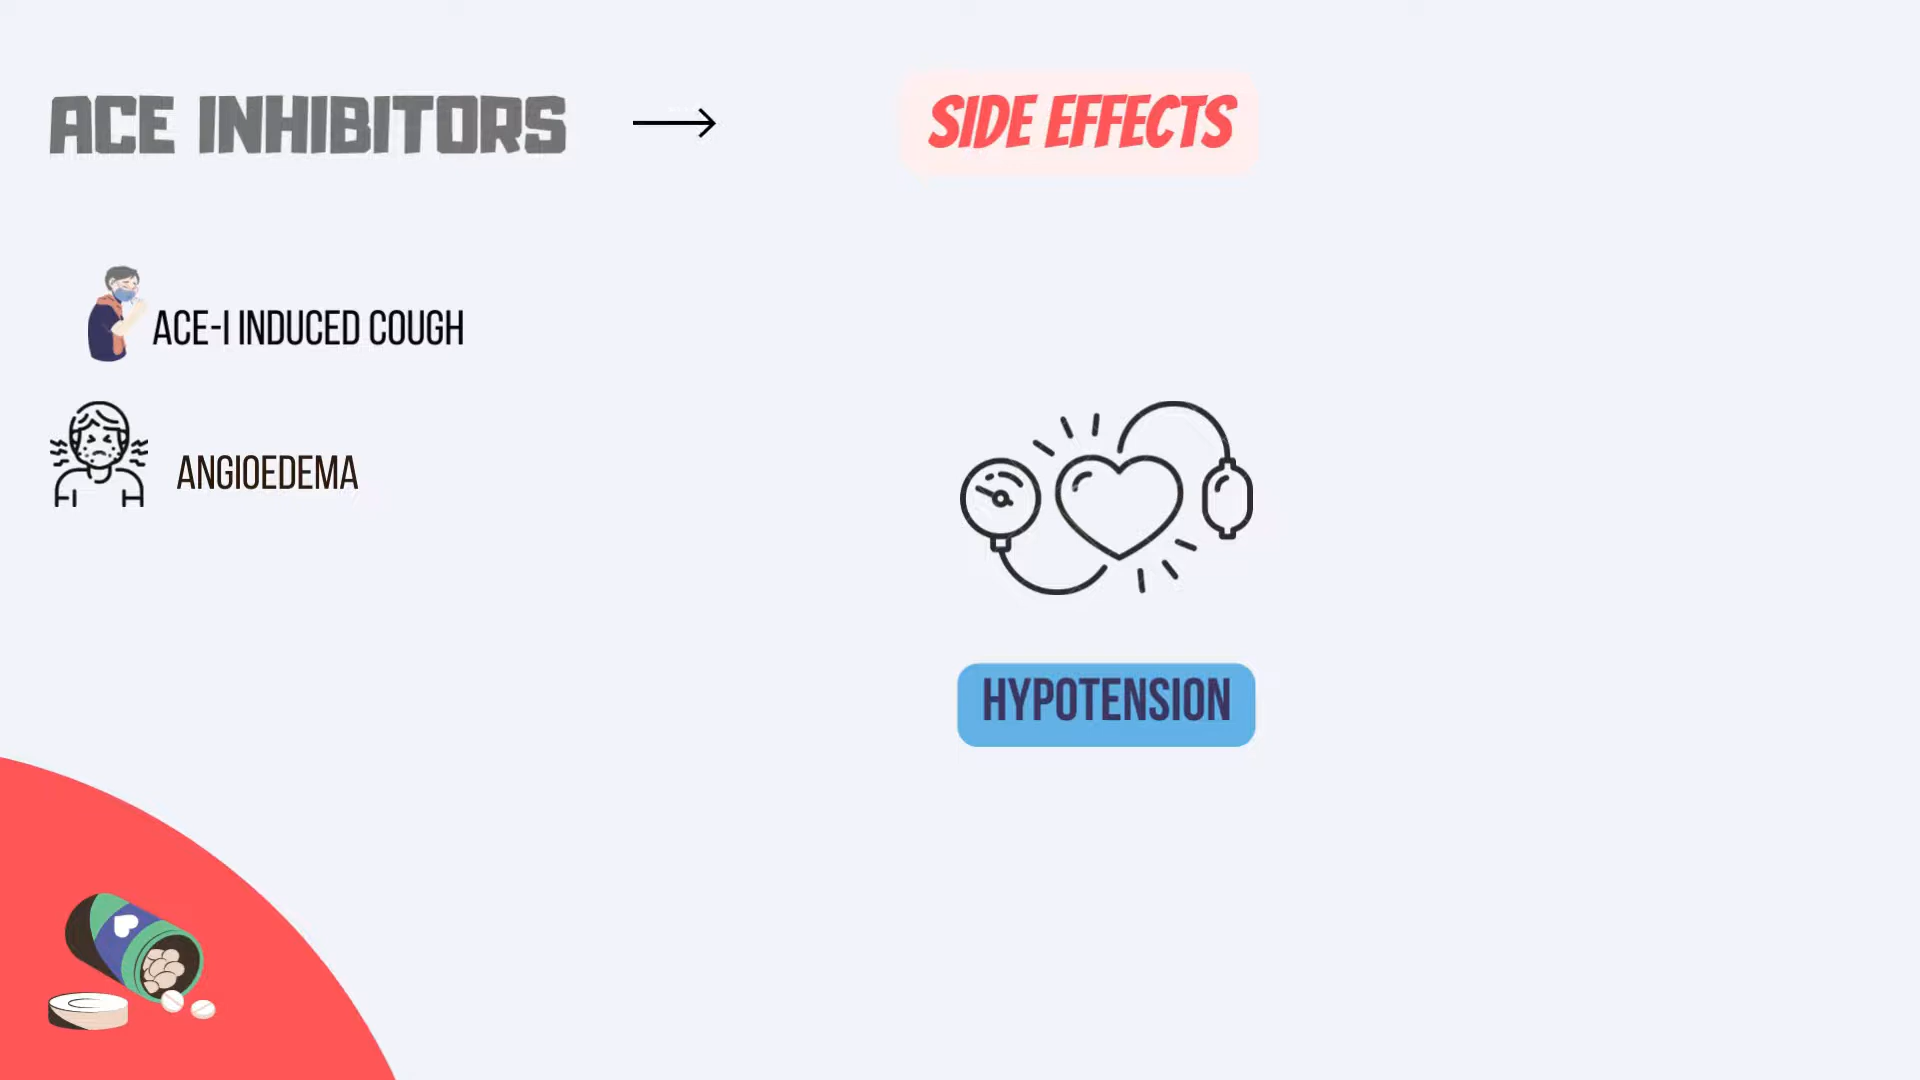 ACE INHIBITORS
SIDE EFFECTS
ACE-I INDUCED COUGH
ANGIOEDEMA
HYPOTENSION